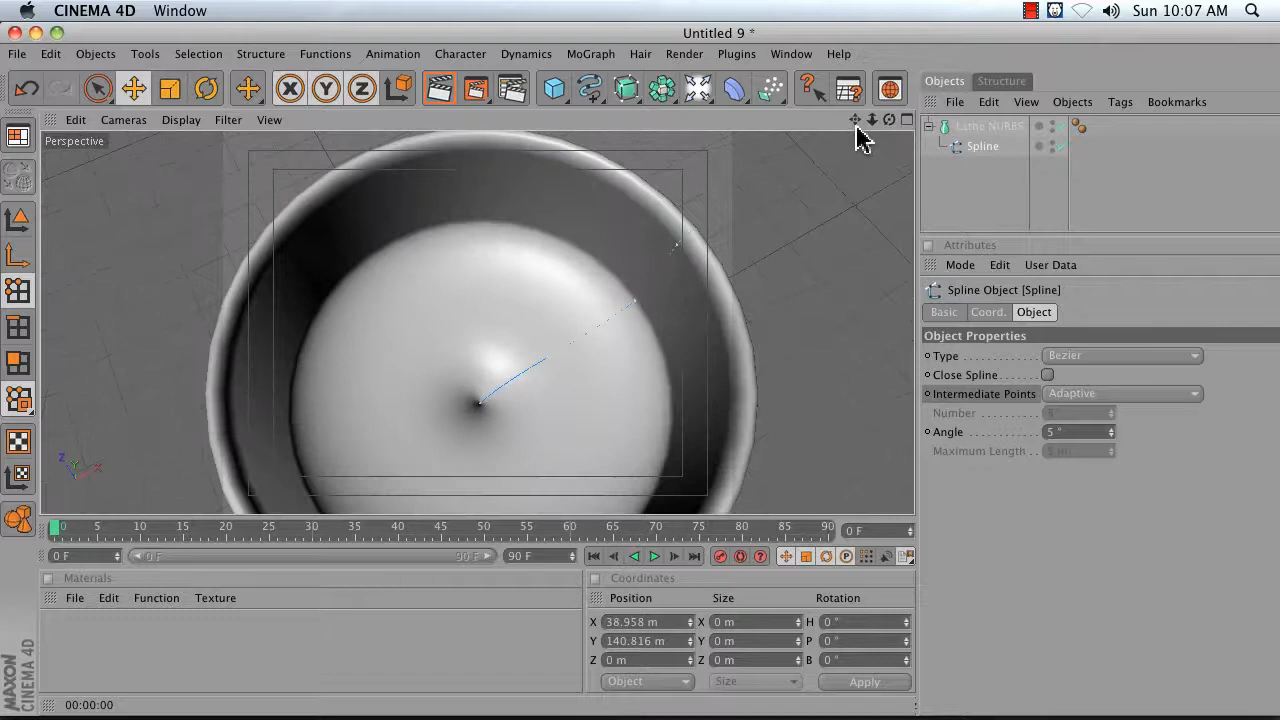 CINEMA 4D Window Sun 10:07 AM
Untitled 9 *
File Edit Objects Tools Selection Structure Functions Animation Character Dynamics MoGraph Hair Render Plugins Window Help
Objects Structure
File Edit View Objects Tags Bookmarks
Edit Cameras Display Filter View
Lathe NURBS
Perspective
Spline
Attributes
Mode Edit User Data
Spline Object [Spline]
Basic Coord. Object
Object Properties
Type Bezier
Close Spline
Intermediate Points Adaptive
Number
Angle 5 °
Maximum Length
Z Y X
0 5 10 15 20 25 30 35 40 45 50 55 60 65 70 75 80 85 90 0 F
0 F 0 F 90 F 90 F
Materials Coordinates
File Edit Function Texture
Position Size Rotation
X 38.958 m X 0 m H 0 °
Y 140.816 m Y 0 m P 0 °
Z 0 m Z 0 m B 0 °
Object Size Apply
MAXON CINEMA 4D
00:00:00